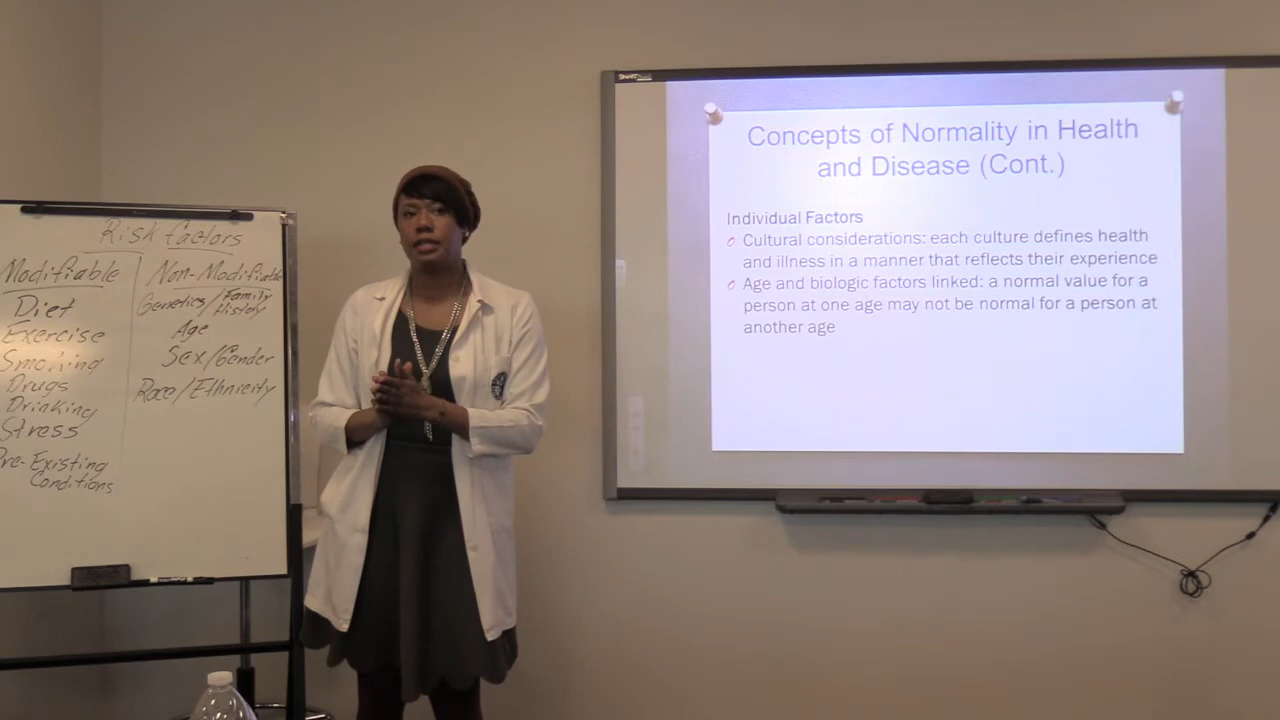 Risk factors
Modifiable
Diet
Exercise
Smoking
Drugs
Drinking
Stress
Pre-Existing
Conditions
Non-Modifiable
Genetics/Family
History
Age
Sex/Gender
Race/Ethnicity
SMART
Concepts of Normality in Health
and Disease (Cont.)
Individual Factors
Cultural considerations: each culture defines health
and illness in a manner that reflects their experience
Age and biologic factors linked: a normal value for a
person at one age may not be normal for a person at
another age